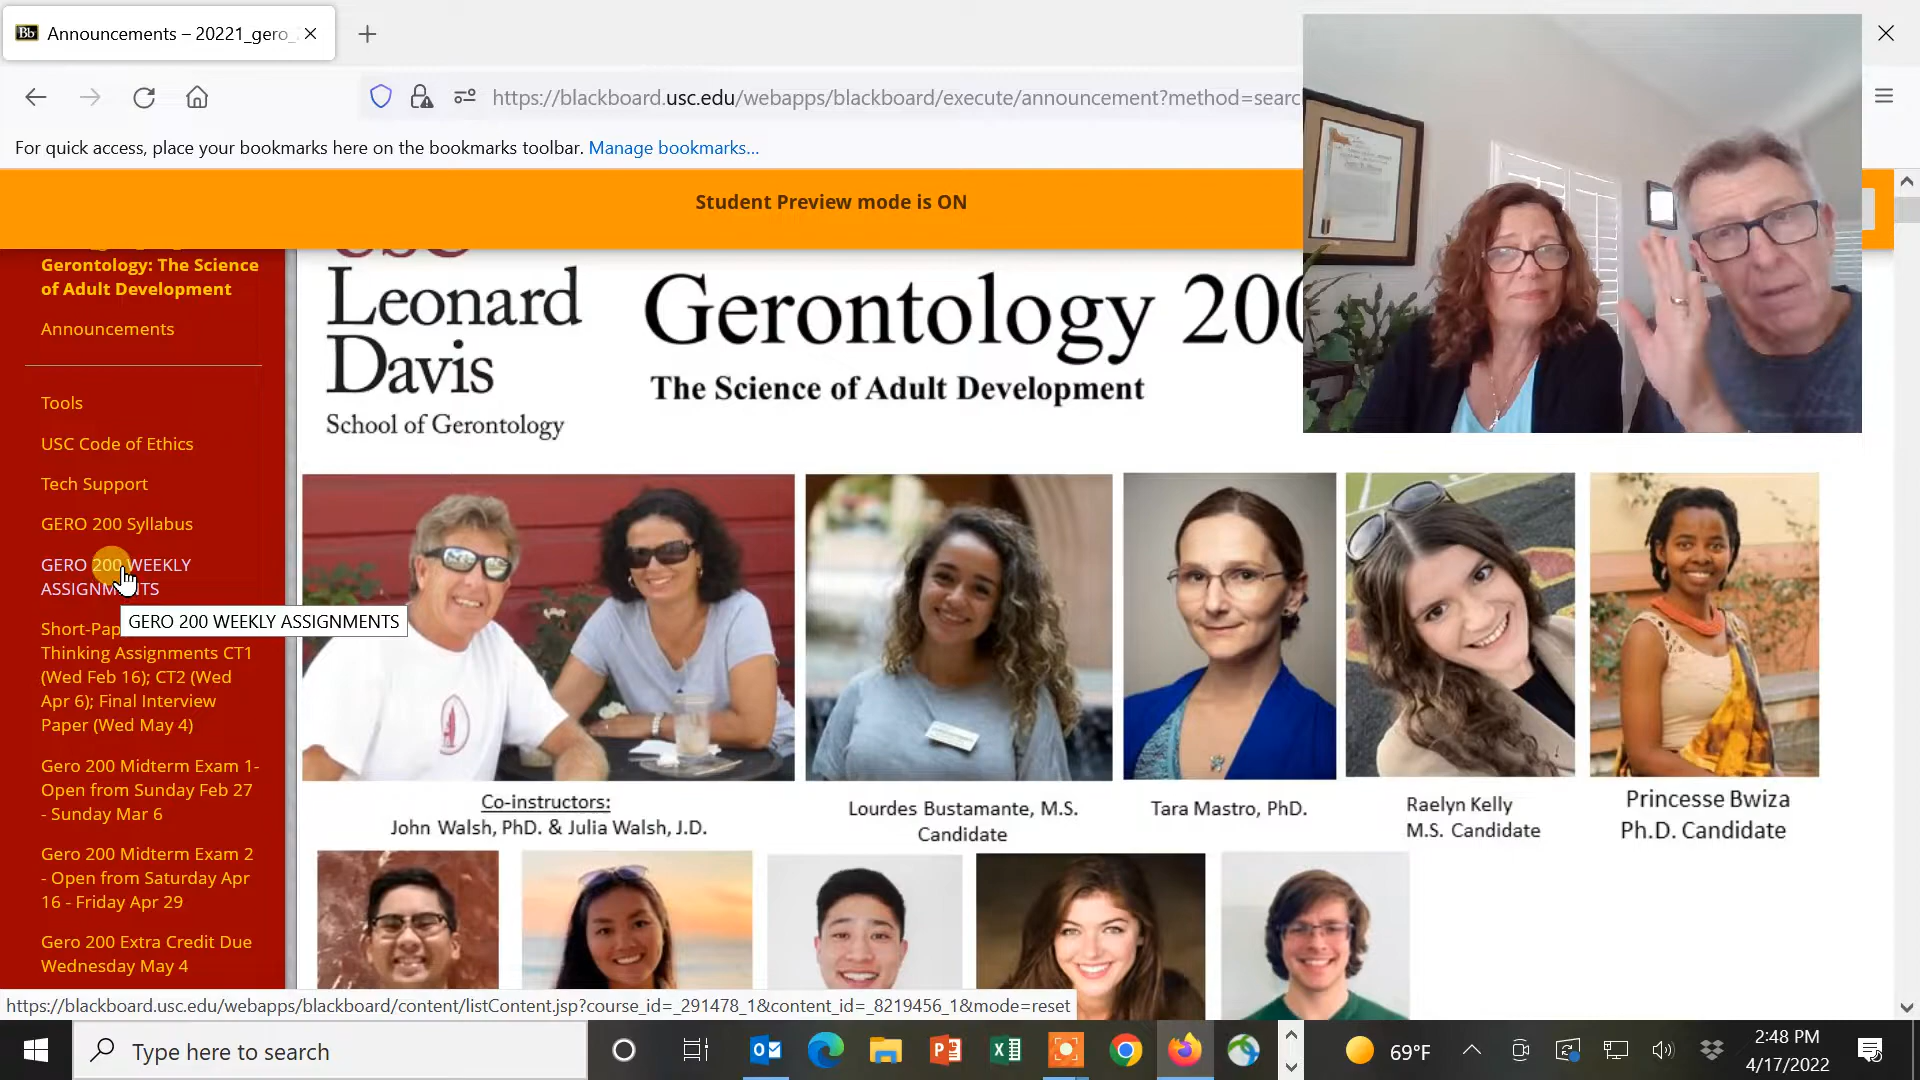 Announcements – 20221_gero_
https://blackboard.usc.edu/webapps/blackboard/execute/announcement?method=searc
For quick access, place your bookmarks here on the bookmarks toolbar. Manage bookmarks...
Student Preview mode is ON
Gerontology: The Science
of Adult Development
Announcements
Tools
USC Code of Ethics
Tech Support
GERO 200 Syllabus
GERO 200 WEEKLY
ASSIGNMENTS
GERO 200 WEEKLY ASSIGNMENTS
Short-Pap
Thinking Assignments CT1
(Wed Feb 16); CT2 (Wed
Apr 6); Final Interview
Paper (Wed May 4)
Gero 200 Midterm Exam 1-
Open from Sunday Feb 27
- Sunday Mar 6
Gero 200 Midterm Exam 2
- Open from Saturday Apr
16 - Friday Apr 29
Gero 200 Extra Credit Due
Wednesday May 4
USC
Leonard
Davis
School of Gerontology
Gerontology 200
The Science of Adult Development
Co-instructors:
John Walsh, PhD. & Julia Walsh, J.D.
Lourdes Bustamante, M.S.
Candidate
Tara Mastro, PhD.
Raelyn Kelly
M.S. Candidate
Princesse Bwiza
Ph.D. Candidate
https://blackboard.usc.edu/webapps/blackboard/content/listContent.jsp?course_id=_291478_1&content_id=_8219456_1&mode=reset
Type here to search
69°F
2:48 PM
4/17/2022